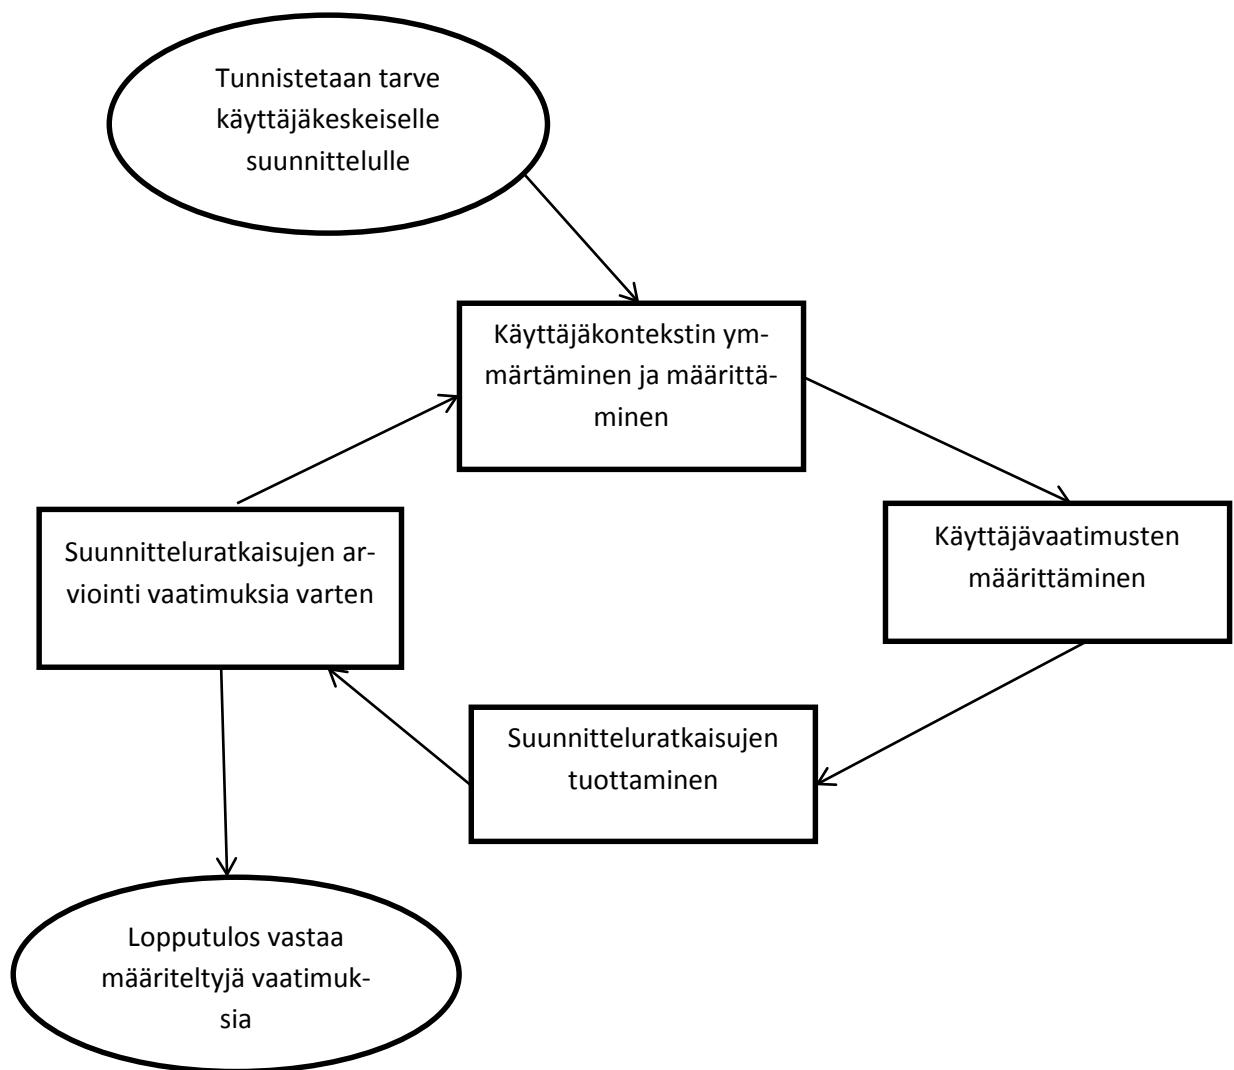 Tunnistetaan tarve
käyttäjäkeskeiselle
suunnittelulle
Käyttäjäkontekstin ym-
märtäminen ja määrittä-
minen
Käyttäjävaatimusten
määrittäminen
Suunnitteluratkaisujen ar-
viointi vaatimuksia varten
Suunnitteluratkaisujen
tuottaminen
Lopputulos vastaa
määriteltyjä vaatimuk-
sia